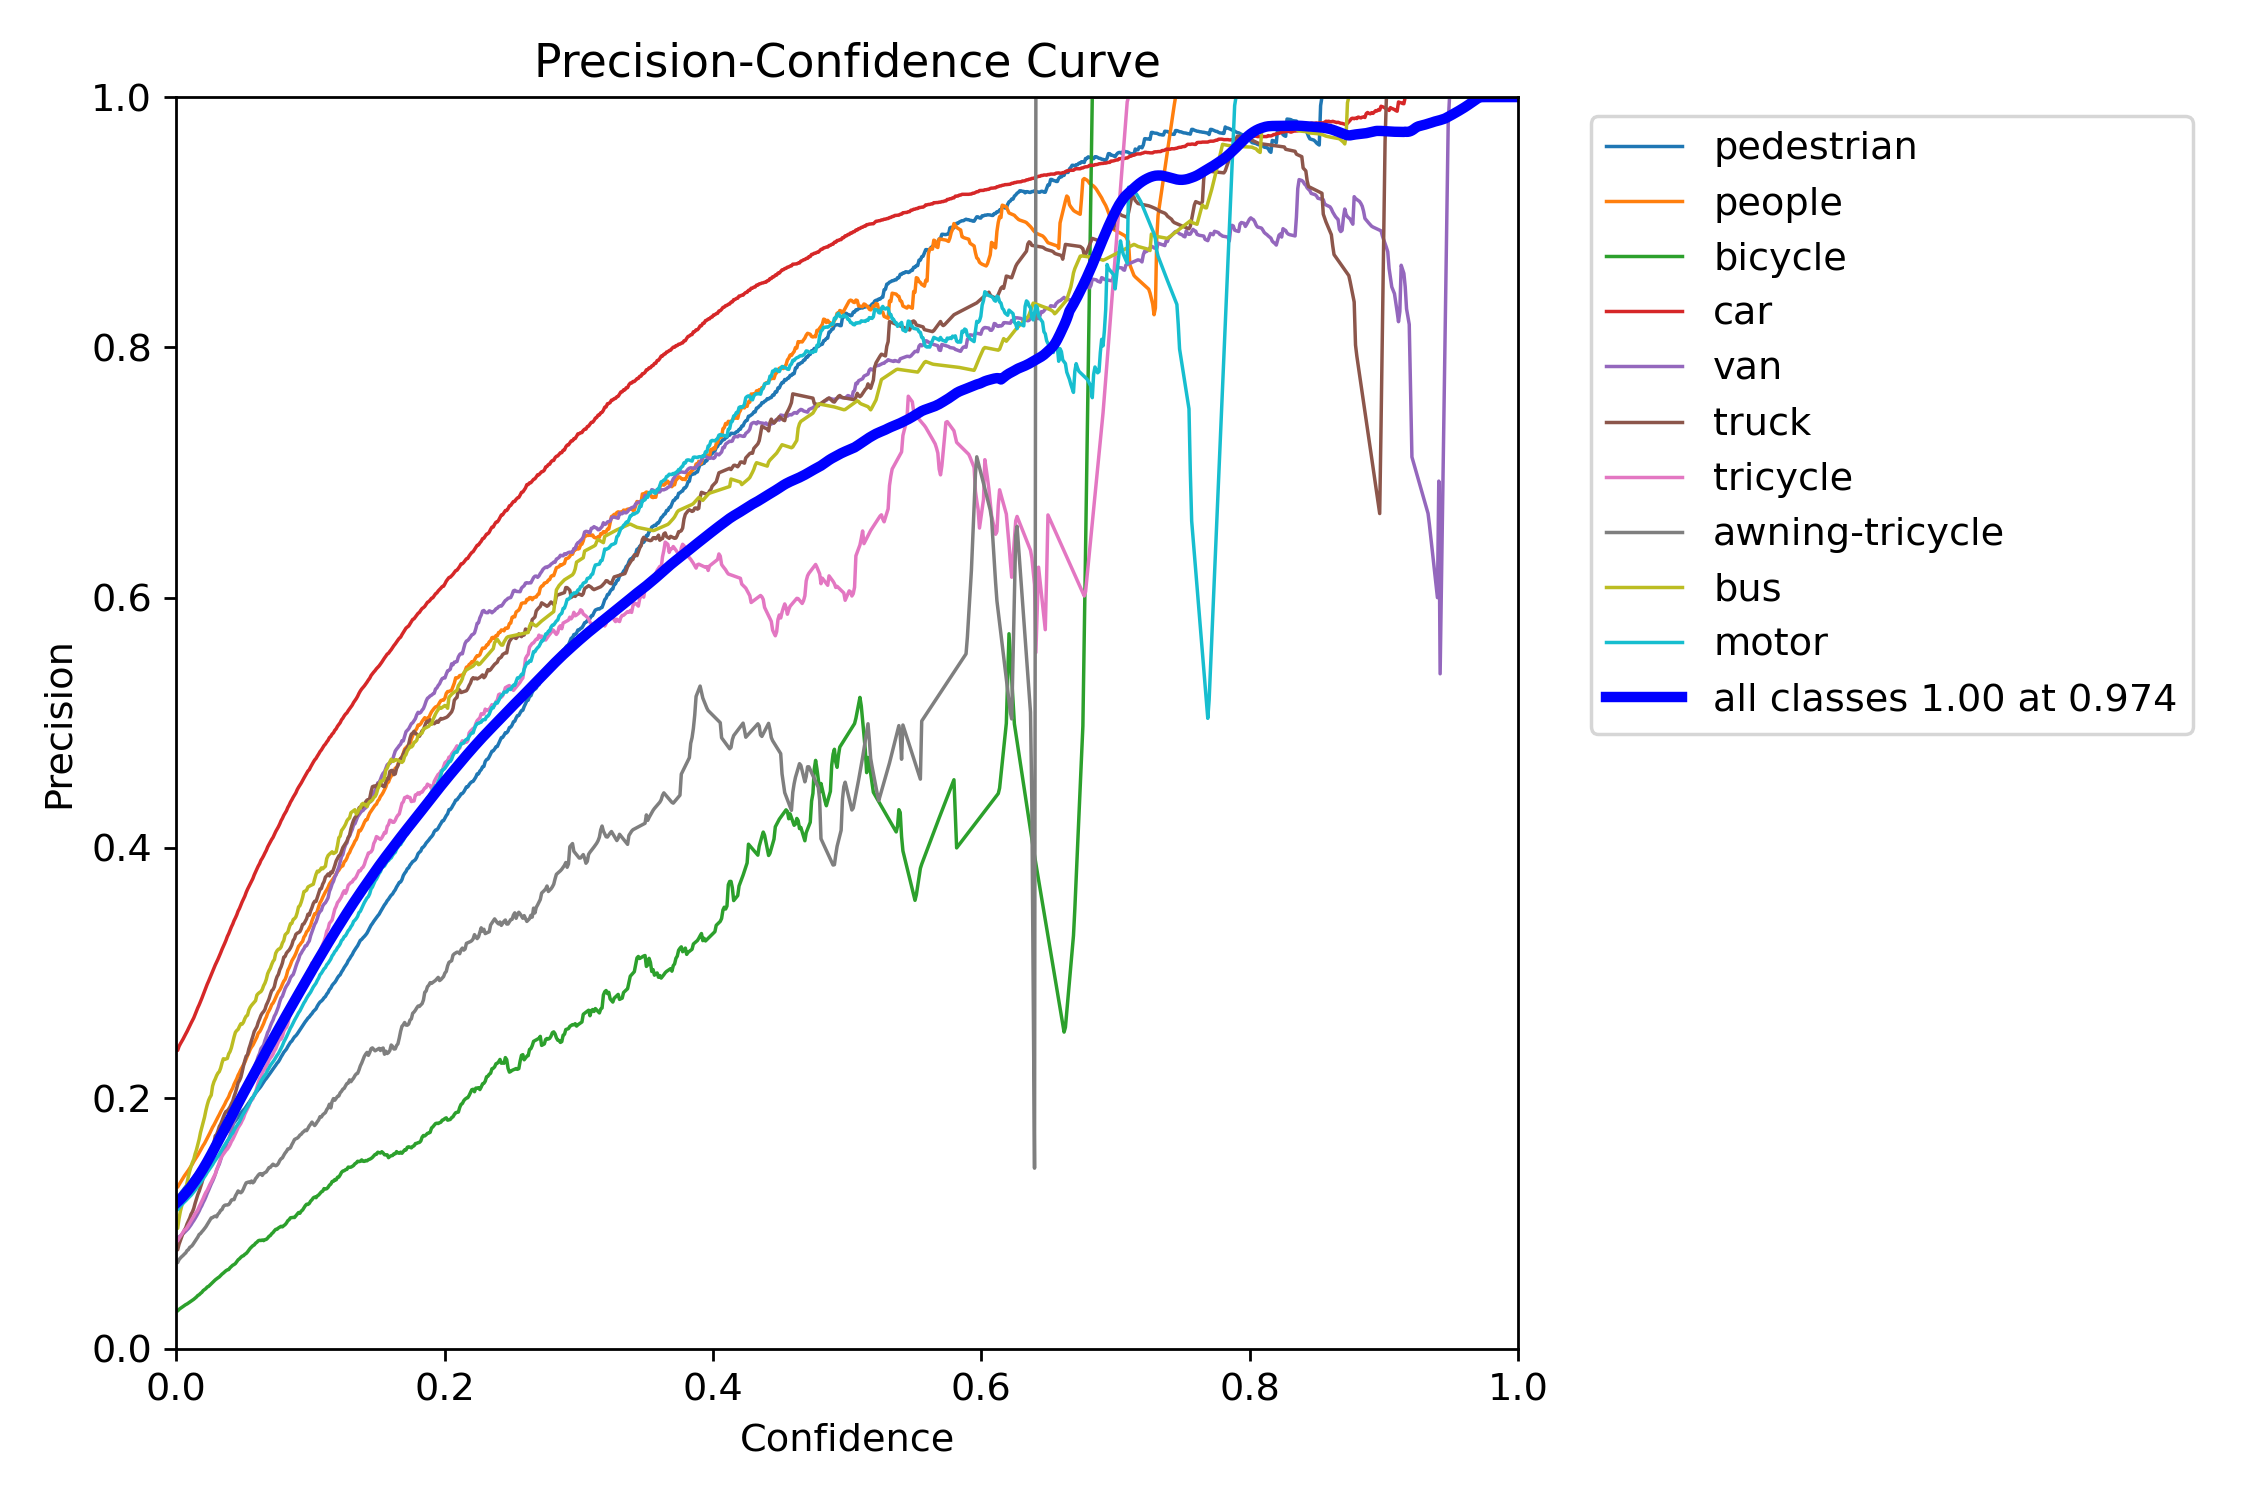 Precision-Confidence Curve
1.0
0.8
0.6
0.4
0.2
0.0
Precision
0.0 0.2 0.4 0.6 0.8 1.0
Confidence
pedestrian
people
bicycle
car
van
truck
tricycle
awning-tricycle
bus
motor
all classes 1.00 at 0.974